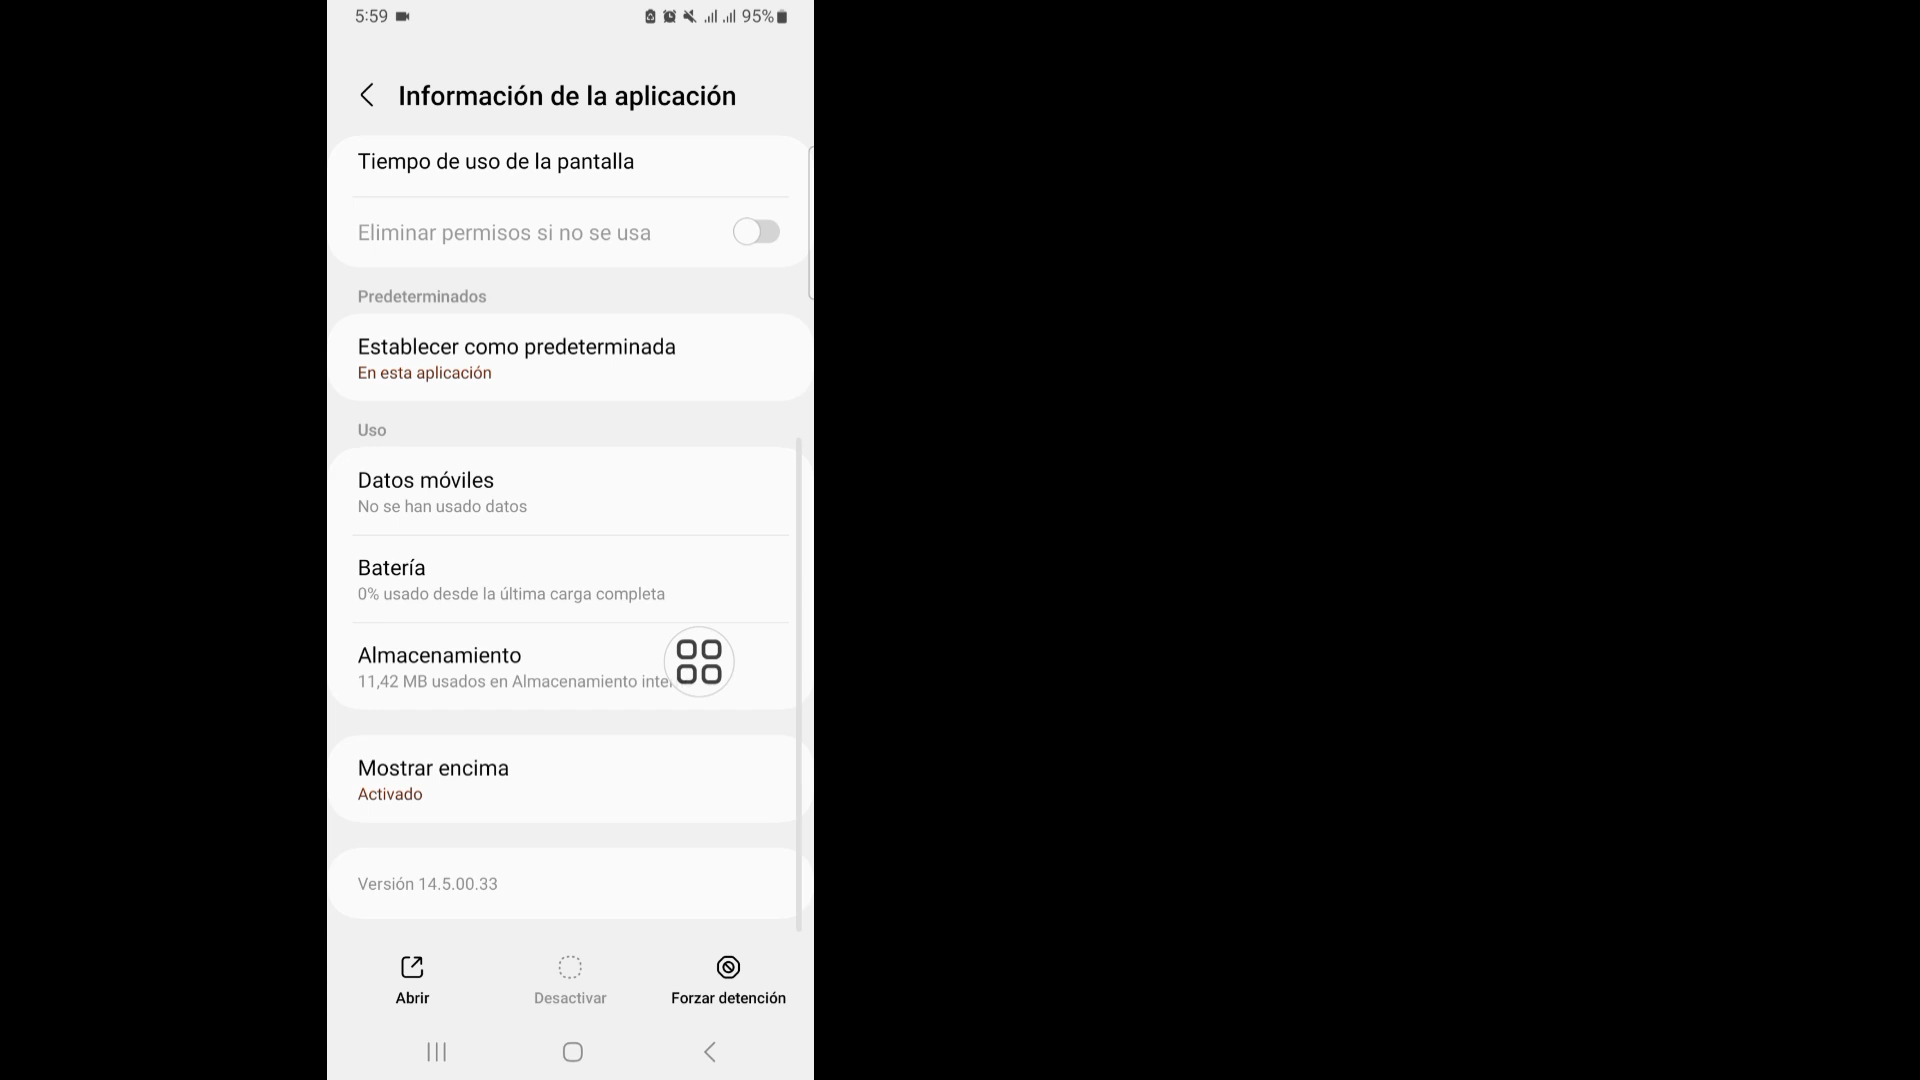 5:59 95%
Información de la aplicación
Tiempo de uso de la pantalla
Eliminar permisos si no se usa
Predeterminados
Establecer como predeterminada
En esta aplicación
Uso
Datos móviles
No se han usado datos
Batería
0% usado desde la última carga completa
Almacenamiento
11,42 MB usados en Almacenamiento
Mostrar encima
Activado
Versión 14.5.00.33
Abrir Desactivar Forzar detención